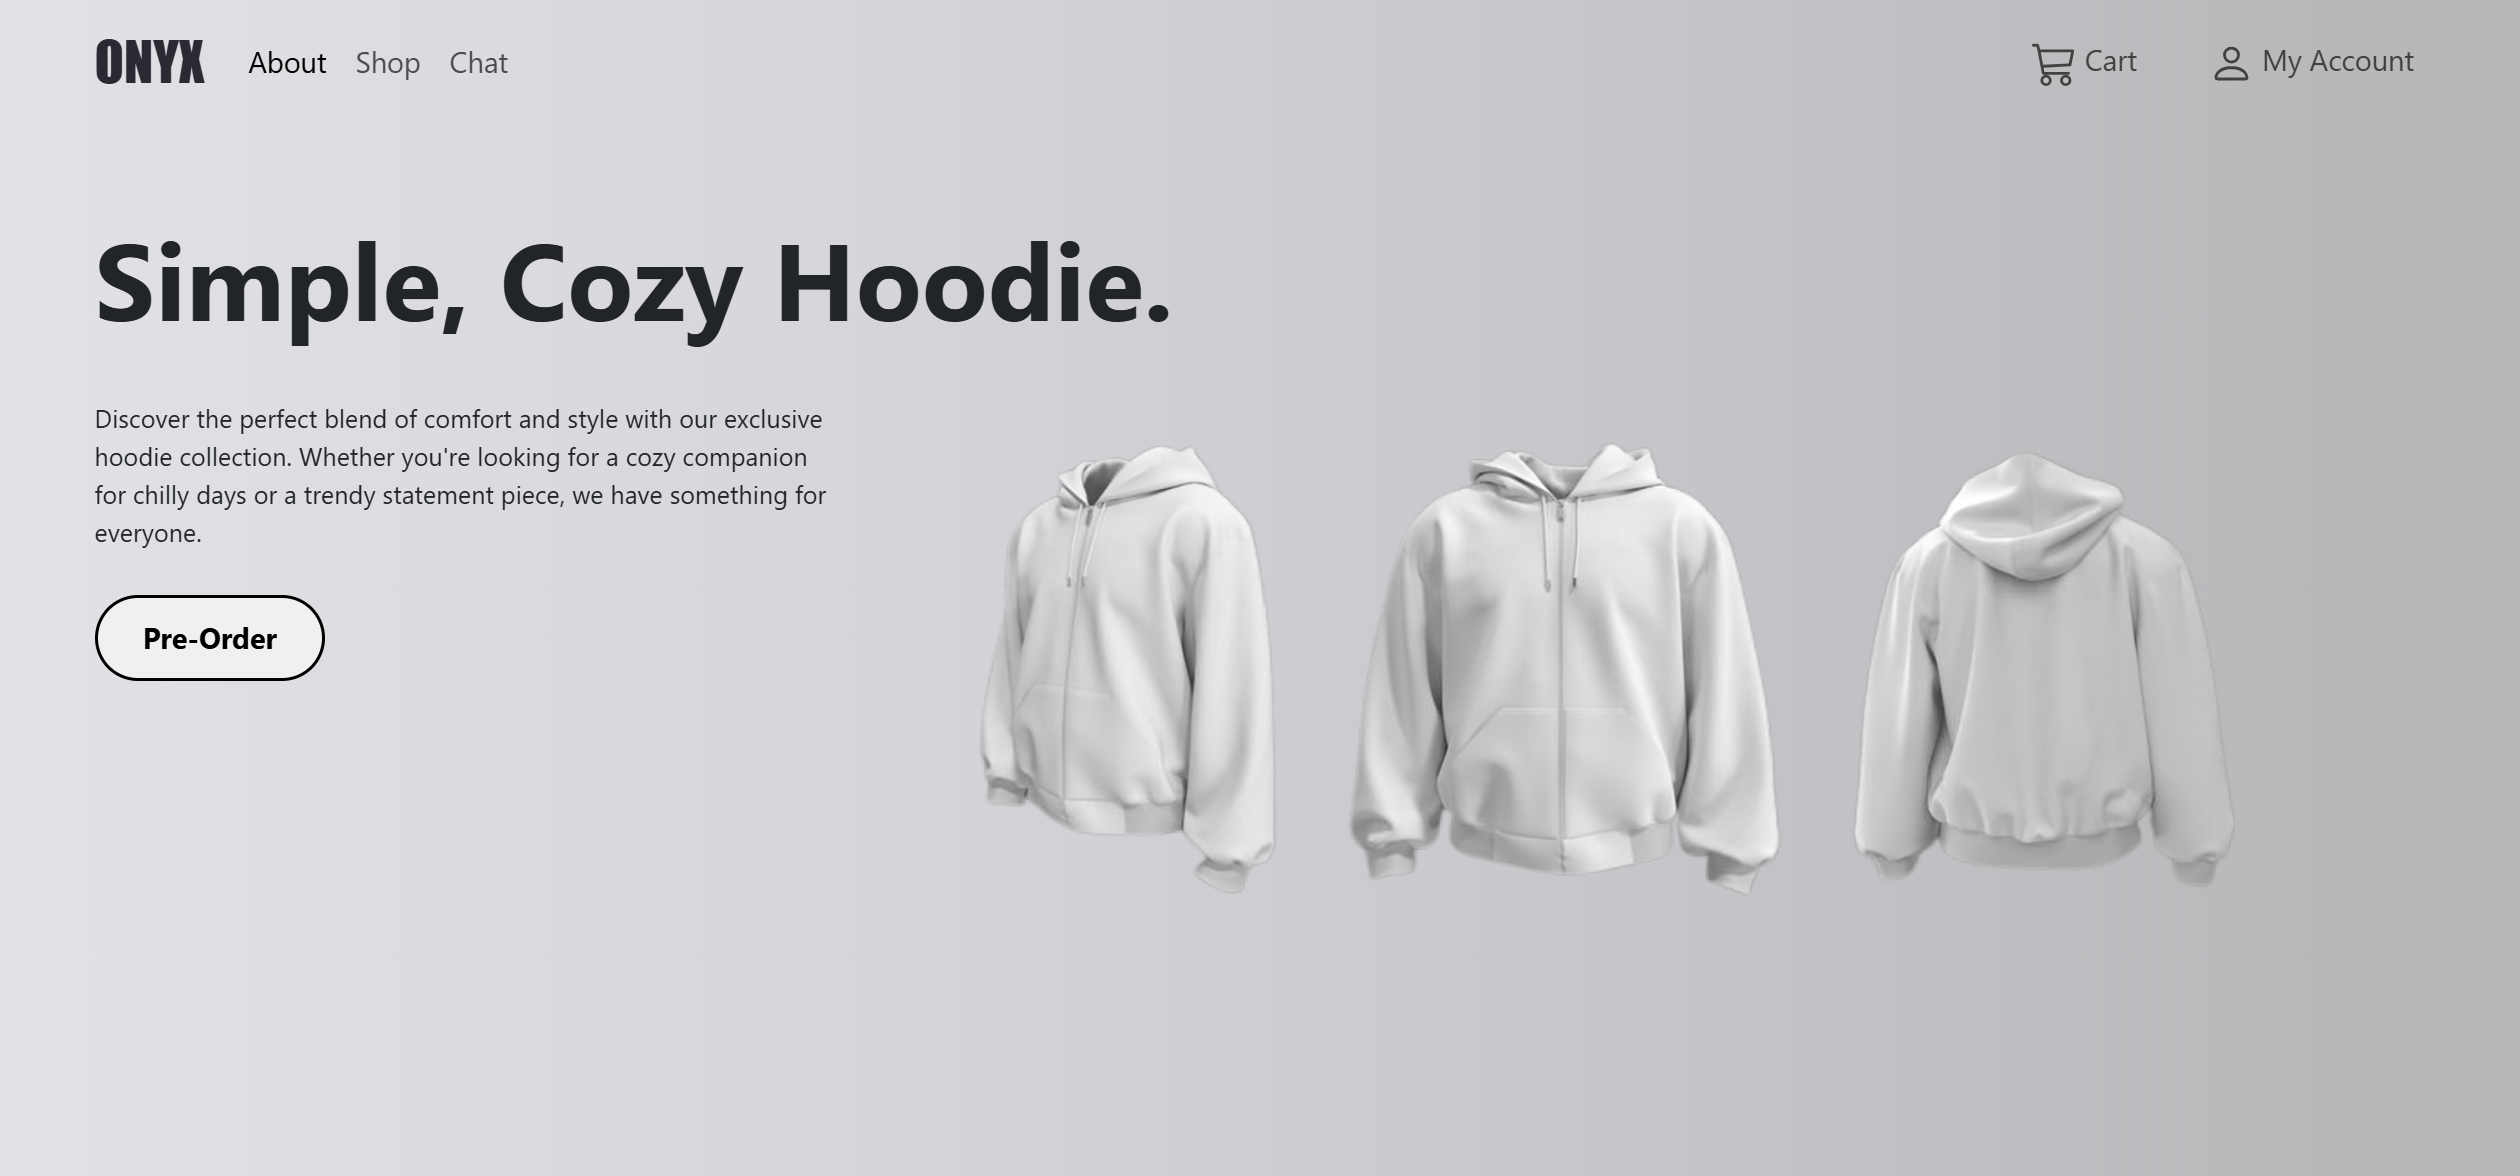 ONYX About Shop Chat Cart My Account
Simple, Cozy Hoodie.
Discover the perfect blend of comfort and style with our exclusive
hoodie collection. Whether you're looking for a cozy companion
for chilly days or a trendy statement piece, we have something for
everyone.
Pre-Order